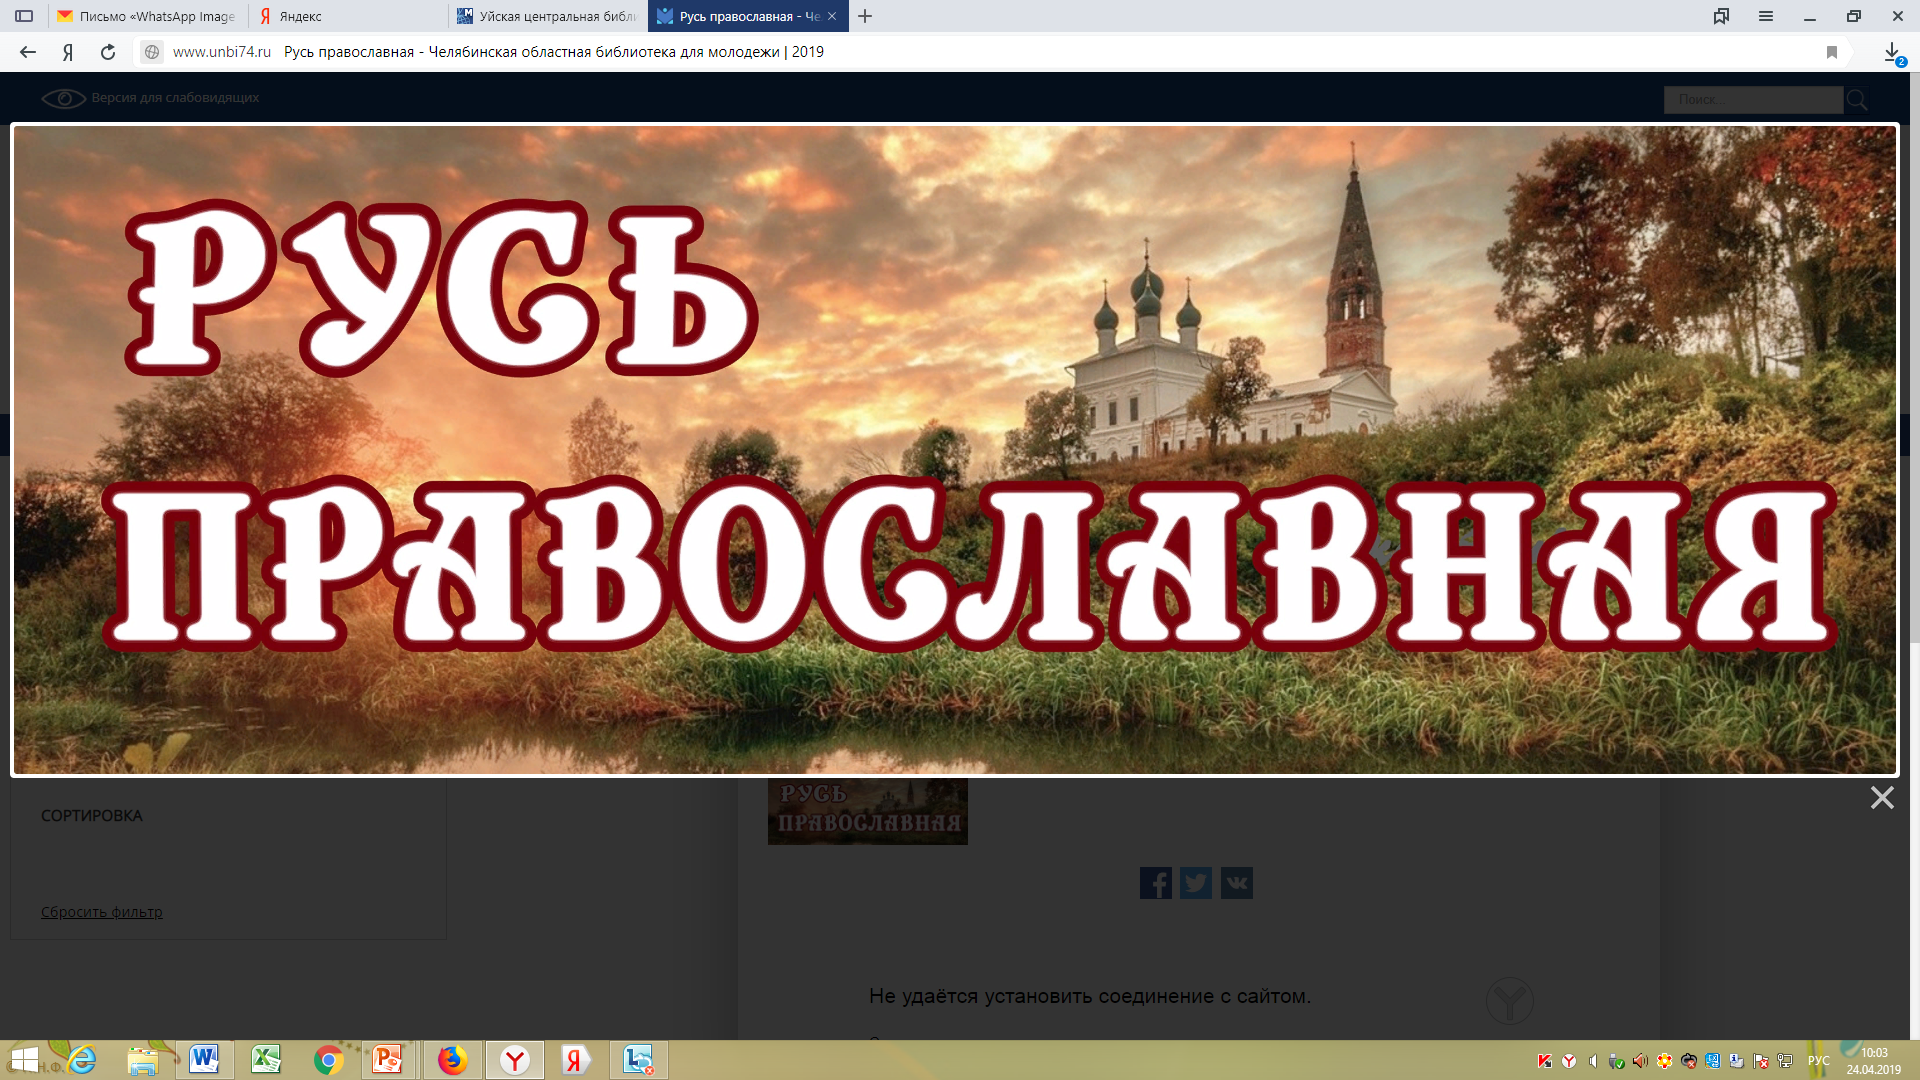 Письмо «WhatsApp Image
Яндекс
Уйская центральная библи
Русь православная - Че
www.unbi74.ru Русь православная - Челябинская областная библиотека для молодежи | 2019
2
Версия для слабовидящих
Поиск...
РУСЬ
ПРАВОСЛАВНАЯ
СОРТИРОВКА
РУСЬ
ПРАВОСЛАВНАЯ
Сбросить фильтр
Не удаётся установить соединение с сайтом.
РУС
10:03
24.04.2019